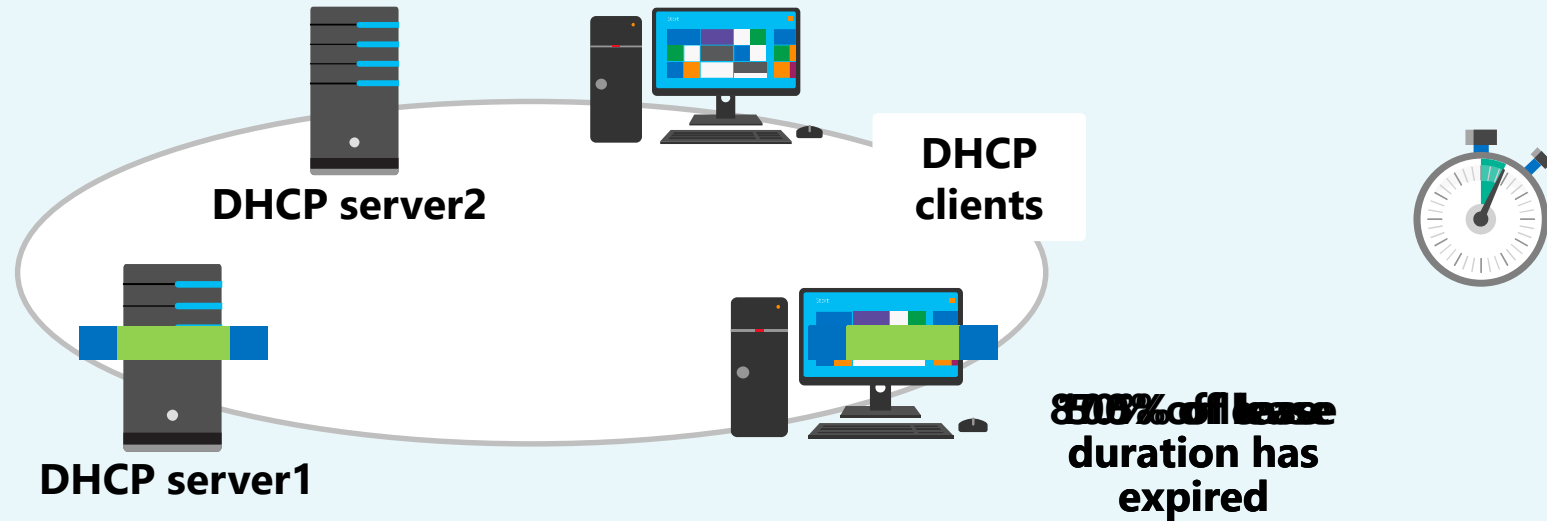 DHCP server2
DHCP
clients
DHCP server1
duration has
expired